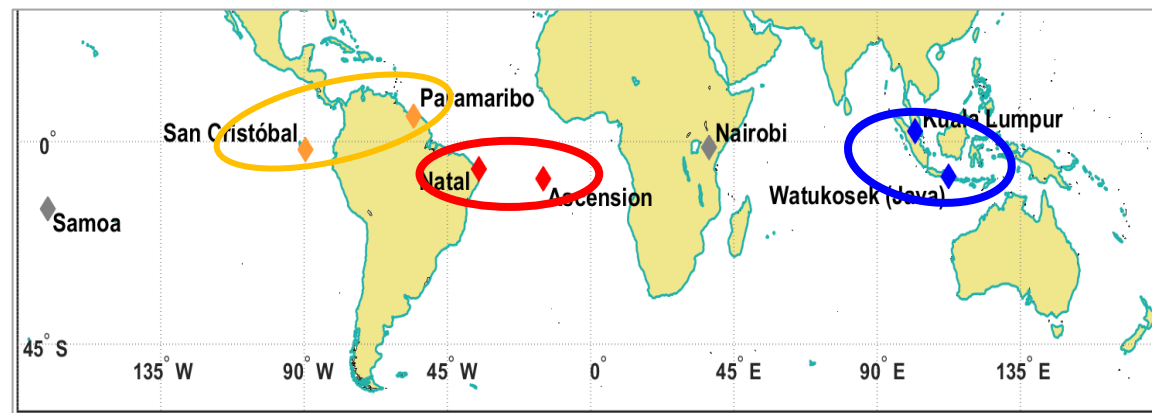 Paramaribo
San Cristóbal
Nairobi
Kuala Lumpur
0°
Natal
Ascension
Watukosek (Java)
Samoa
45° S
135° W
90° W
45° W
0°
45° E
90° E
135° E